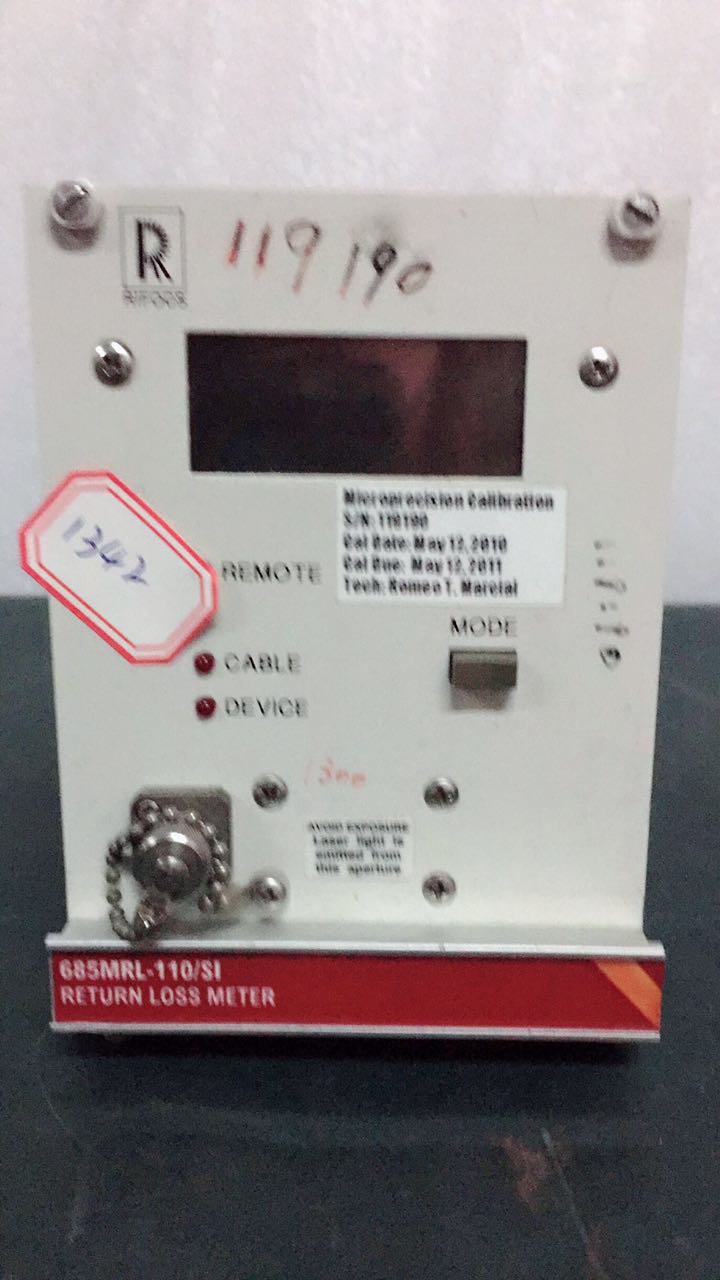 R
RIFOCS
119190
Microprecision Calibration
S/N: 119190
Cal Date: May 12, 2010
Cal Due: May 12, 2011
Tech: Romeo T. Marcial
1342
REMOTE
MODE
CABLE
DEVICE
1300
AVOID EXPOSURE
Laser light is
emitted from
this aperture
685MRL-110/SI
RETURN LOSS METER